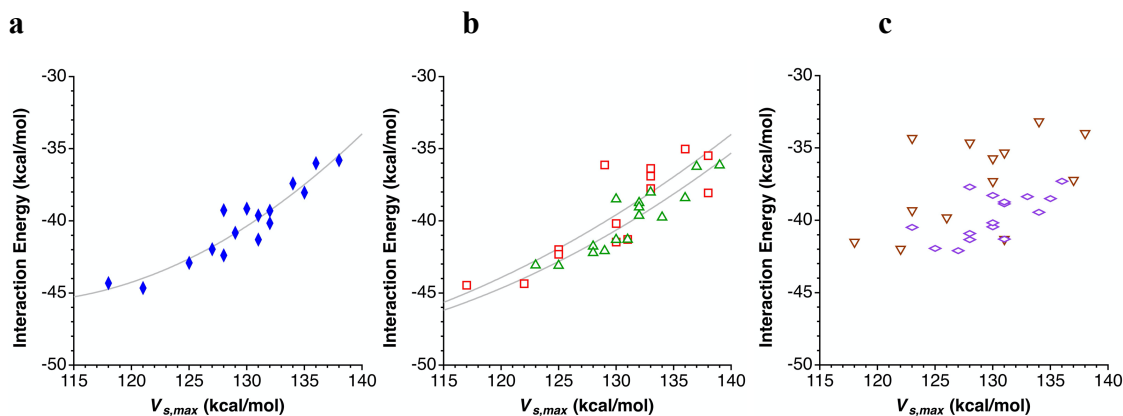 a
b
c
-30
-35
-40
-45
-50
Interaction Energy (kcal/mol)
115 120 125 130 135 140
Vs,max (kcal/mol)
-30
-35
-40
-45
-50
Interaction Energy (kcal/mol)
115 120 125 130 135 140
Vs,max (kcal/mol)
-30
-35
-40
-45
-50
Interaction Energy (kcal/mol)
115 120 125 130 135 140
Vs,max (kcal/mol)